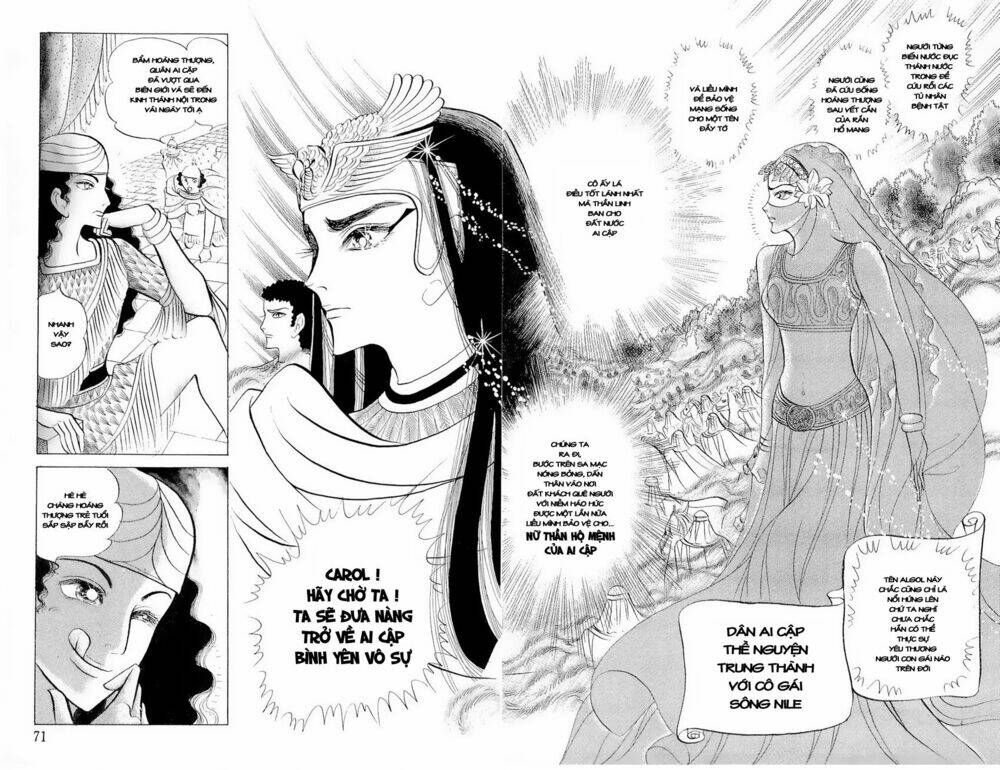 NGƯỜI TỪNG
BIẾN NƯỚC ĐỤC
THÀNH NƯỚC
TRONG ĐỂ
CỨU RỖI CÁC
TÙ NHÂN
BỆNH TẬT
NGƯỜI CŨNG
ĐÃ CỨU SỐNG
HOÀNG THƯỢNG
SAU VẾT CẮN
CỦA RẮN
HỔ MANG
VÀ LIỀU MÌNH
ĐỂ BẢO VỆ
MẠNG SỐNG
CHO MỘT TÊN
ĐẦY TỚ
CÔ ẤY LÀ
ĐIỀU TỐT LÀNH NHẤT
MÀ THẦN LINH
BAN CHO
ĐẤT NƯỚC
AI CẬP
CHÚNG TA
RA ĐI,
BƯỚC TRÊN SA MẠC
NÓNG BỎNG, DẤN
THÂN VÀO NƠI
ĐẤT KHÁCH QUÊ NGƯỜI
VỚI NIỀM HÁO HỨC
ĐƯỢC MỘT LẦN NỮA
LIỀU MÌNH BẢO VỆ CHO...
NỮ THẦN HỘ MỆNH
CỦA AI CẬP
TÊN ALGOL NÀY
CHẮC CŨNG CHỈ LÀ
NỔI HỨNG LÊN
CHỨ TA NGHĨ
CHƯA CHẮC
HẮN CÓ THỂ
THỰC SỰ
YÊU THƯƠNG
NGƯỜI CON GÁI NÀO
TRÊN ĐỜI
DÂN AI CẬP
THỀ NGUYỆN
TRUNG THÀNH
VỚI CÔ GÁI
SÔNG NILE
CAROL !
HÃY CHỜ TA !
TA SẼ ĐƯA NÀNG
TRỞ VỀ AI CẬP
BÌNH YÊN VÔ SỰ
BẨM HOÀNG THƯỢNG,
QUÂN AI CẬP
ĐÃ VƯỢT QUA
BIÊN GIỚI VÀ SẼ ĐẾN
KINH THÀNH NỘI TRONG
VÀI NGÀY TỚI Ạ
NHANH
VẬY
SAO?
HÊ HÊ
CHÀNG HOÀNG
THƯỢNG TRẺ TUỔI
SẮP SẬP BẪY RỒI
71